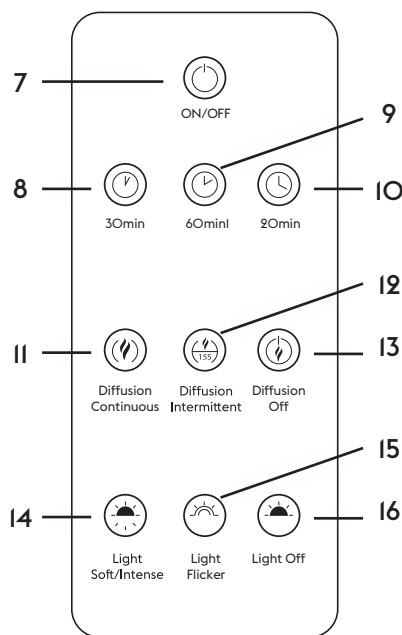 7
ON/OFF
9
8
10
30min 60minl 20min
12
11
13
Diffusion Continuous
Diffusion Intermittent
Diffusion Off
15
14
16
Light Soft/Intense
Light Flicker
Light Off